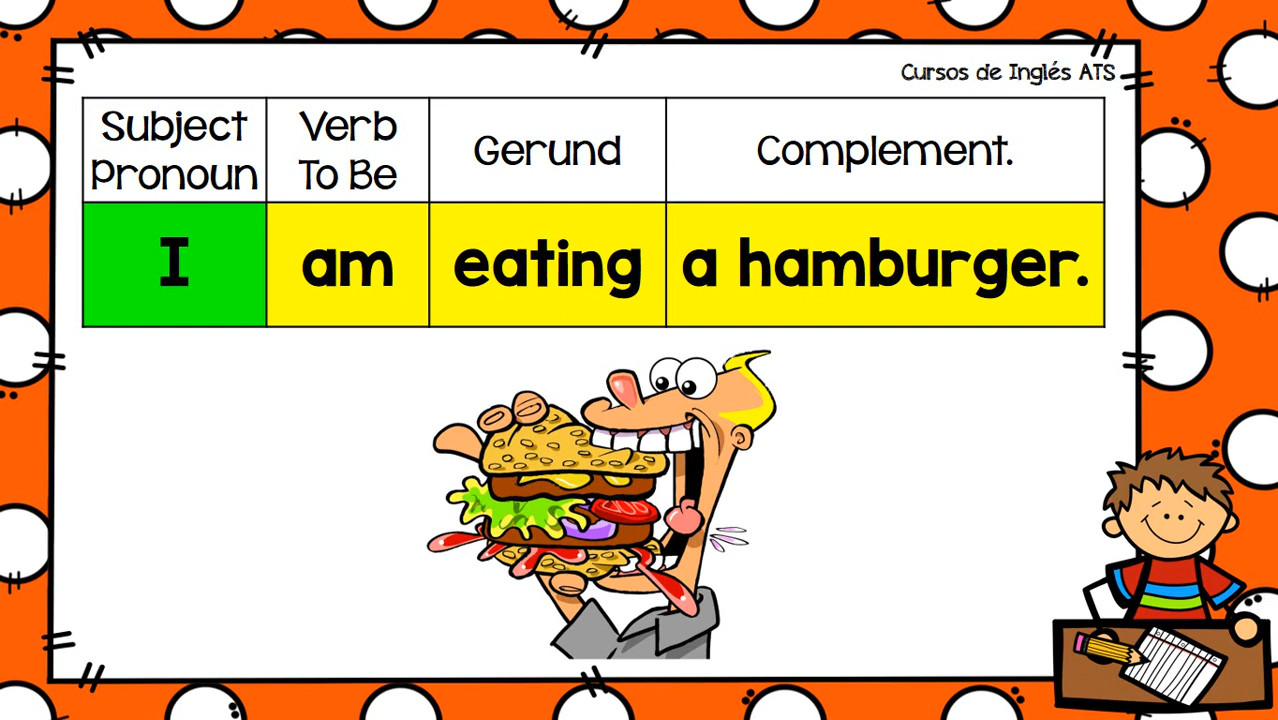 Cursos de Inglés ATS
Subject Pronoun
Verb To Be
Gerund
Complement.
I am eating a hamburger.